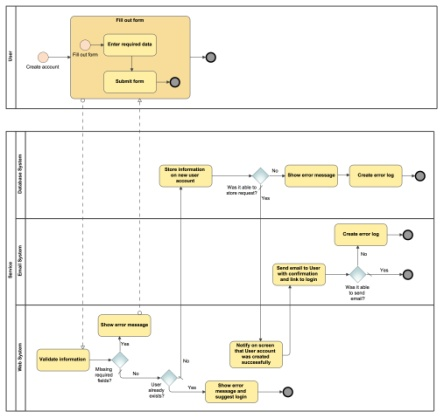 Fill out form
User
Create account
Fill out form
Enter required data
Submit form
Service
Database System
Store information
on new user
account
Was it able to
store request?
No
Yes
Show error message
Create error log
Email System
Create error log
No
Send email to User
with confirmation
and link to login
Yes
Was it able
to send
email?
Web System
Show error message
Yes
Validate information
Missing
required
fields?
No
User
already
exists?
No
Yes
Notify on screen
that User account
was created
successfully
Show error
message and
suggest login